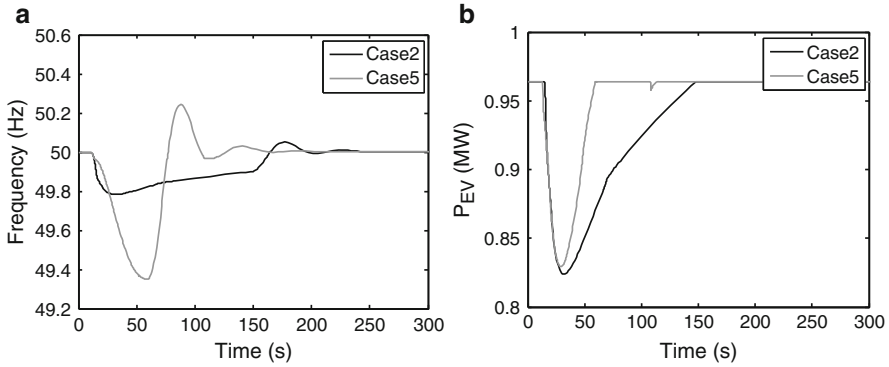 a
50.6
50.4
50.2
50
49.8
49.6
49.4
49.2
Frequency (Hz)
Case2
Case5
0 50 100 150 200 250 300
Time (s)
b
1
0.95
0.9
0.85
0.8
PEV (MW)
Case2
Case5
0 50 100 150 200 250 300
Time (s)